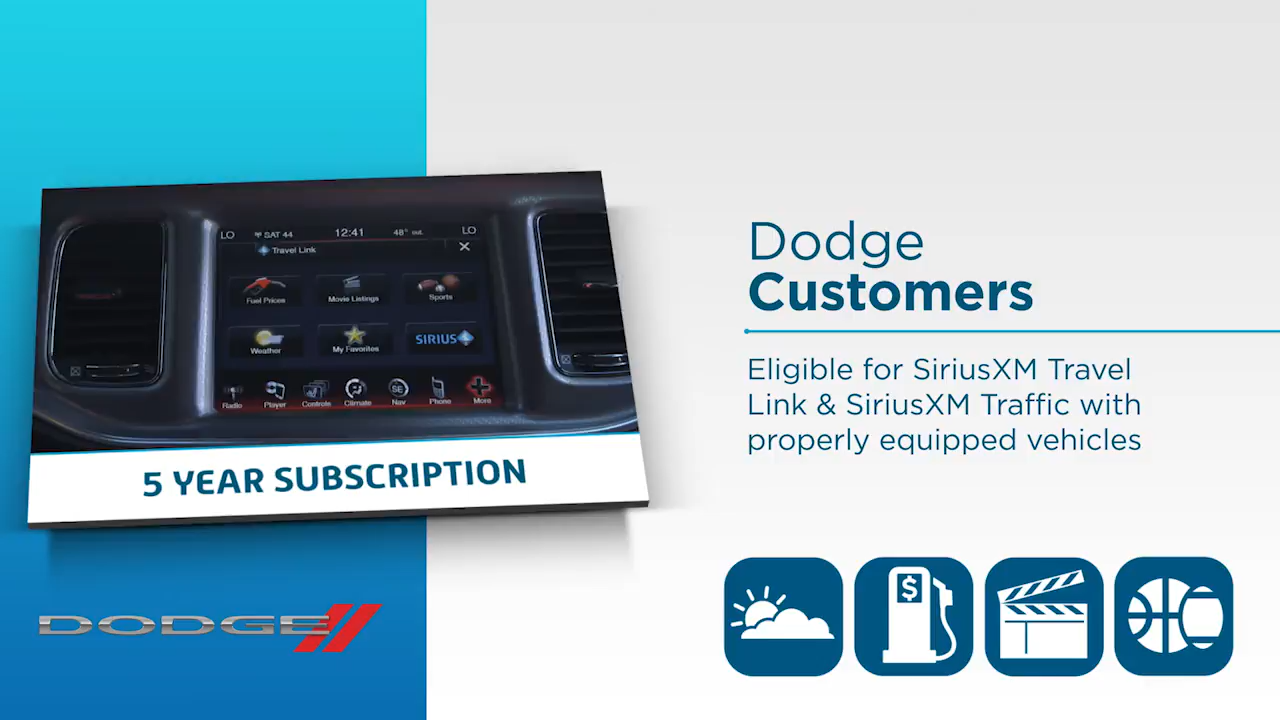 LO
SAT 44
12:41
48° out.
LO
Travel Link
Fuel Prices
Movie Listings
Sports
Weather
My Favorites
SIRIUS
Radio
Player
Controls
Climate
SE
Nav
Phone
More
5 YEAR SUBSCRIPTION
DODGE
Dodge
Customers
Eligible for SiriusXM Travel
Link & SiriusXM Traffic with
properly equipped vehicles
$